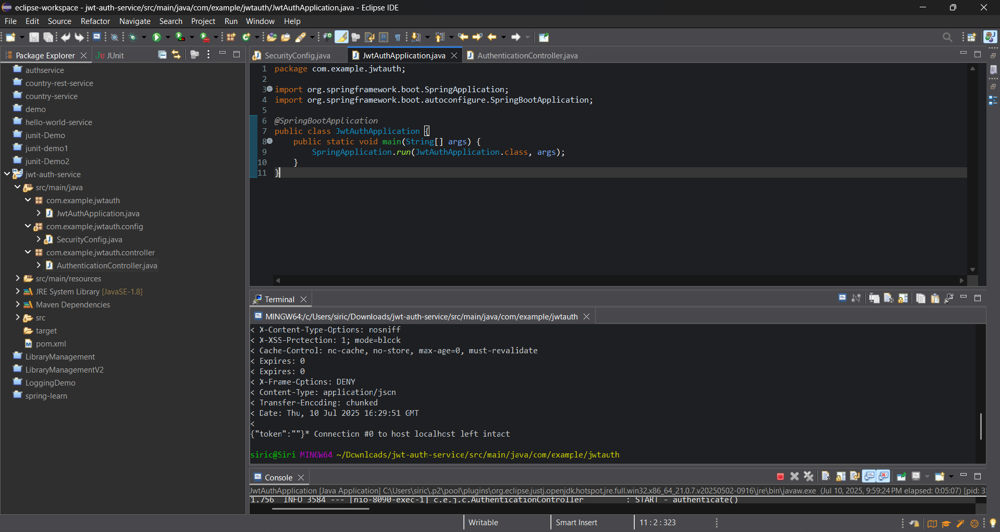 eclipse-workspace - jwt-auth-service/src/main/java/com/example/jwtauth/JwtAuthApplication.java - Eclipse IDE
File Edit Source Refactor Navigate Search Project Run Window Help
Package Explorer
JUnit
authservice
country-rest-service
country-service
demo
hello-world-service
junit-Demo
junit-demo1
junit-Demo2
jwt-auth-service
src/main/java
com.example.jwtauth
JwtAuthApplication.java
com.example.jwtauth.config
SecurityConfig.java
com.example.jwtauth.controller
AuthenticationController.java
src/main/resources
JRE System Library [JavaSE-1.8]
Maven Dependencies
src
target
pom.xml
LibraryManagement
LibraryManagementV2
LoggingDemo
spring-learn
SecurityConfig.java JwtAuthApplication.java AuthenticationController.java
1 package com.example.jwtauth;
2
3 import org.springframework.boot.SpringApplication;
4 import org.springframework.boot.autoconfigure.SpringBootApplication;
5
6 @SpringBootApplication
7 public class JwtAuthApplication {
8 public static void main(String[] args) {
9 SpringApplication.run(JwtAuthApplication.class, args);
10 }
11 }
Terminal
MINGW64:/c/Users/siric/Downloads/jwt-auth-service/src/main/java/com/example/jwtauth
< X-Content-Type-Options: nosniff
< X-XSS-Protection: 1; mode=block
< Cache-Control: no-cache, no-store, max-age=0, must-revalidate
< Expires: 0
< Expires: 0
< X-Frame-Options: DENY
< Content-Type: application/json
< Transfer-Encoding: chunked
< Date: Thu, 10 Jul 2025 16:29:51 GMT
<
{"token":""}* Connection #0 to host localhost left intact
siric@Siri MINGW64 ~/Downloads/jwt-auth-service/src/main/java/com/example/jwtauth
Console
JwtAuthApplication [Java Application] C:\Users\siric\.p2\pool\plugins\org.eclipse.justj.openjdk.hotspot.jre.full.win32.x86_64_21.0.7.v20250502-0916\jre\bin\javaw.exe (Jul 10, 2025, 9:59:24 PM elapsed: 0:05:07) [pid: 3
1.756 INFO 3584 --- [nio-8090-exec-1] c.e.j.c.AuthenticationController : START - authenticate()
Writable
Smart Insert
11 : 2 : 323